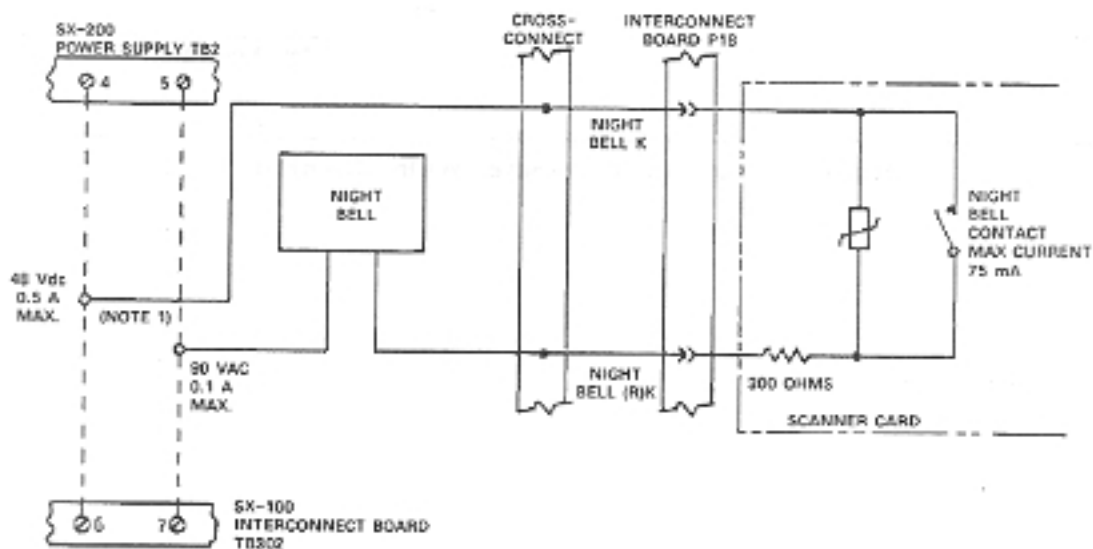 SX-200
POWER SUPPLY TB2
4
5
CROSS-
CONNECT
INTERCONNECT
BOARD P1B
NIGHT
BELL K
NIGHT
BELL
NIGHT
BELL
CONTACT
MAX CURRENT
75 mA
48 Vdc
0.5 A
MAX.
(NOTE 1)
90 VAC
0.1 A
MAX.
NIGHT
BELL (R)K
300 OHMS
SCANNER CARD
6
7
SX-100
INTERCONNECT BOARD
TB302